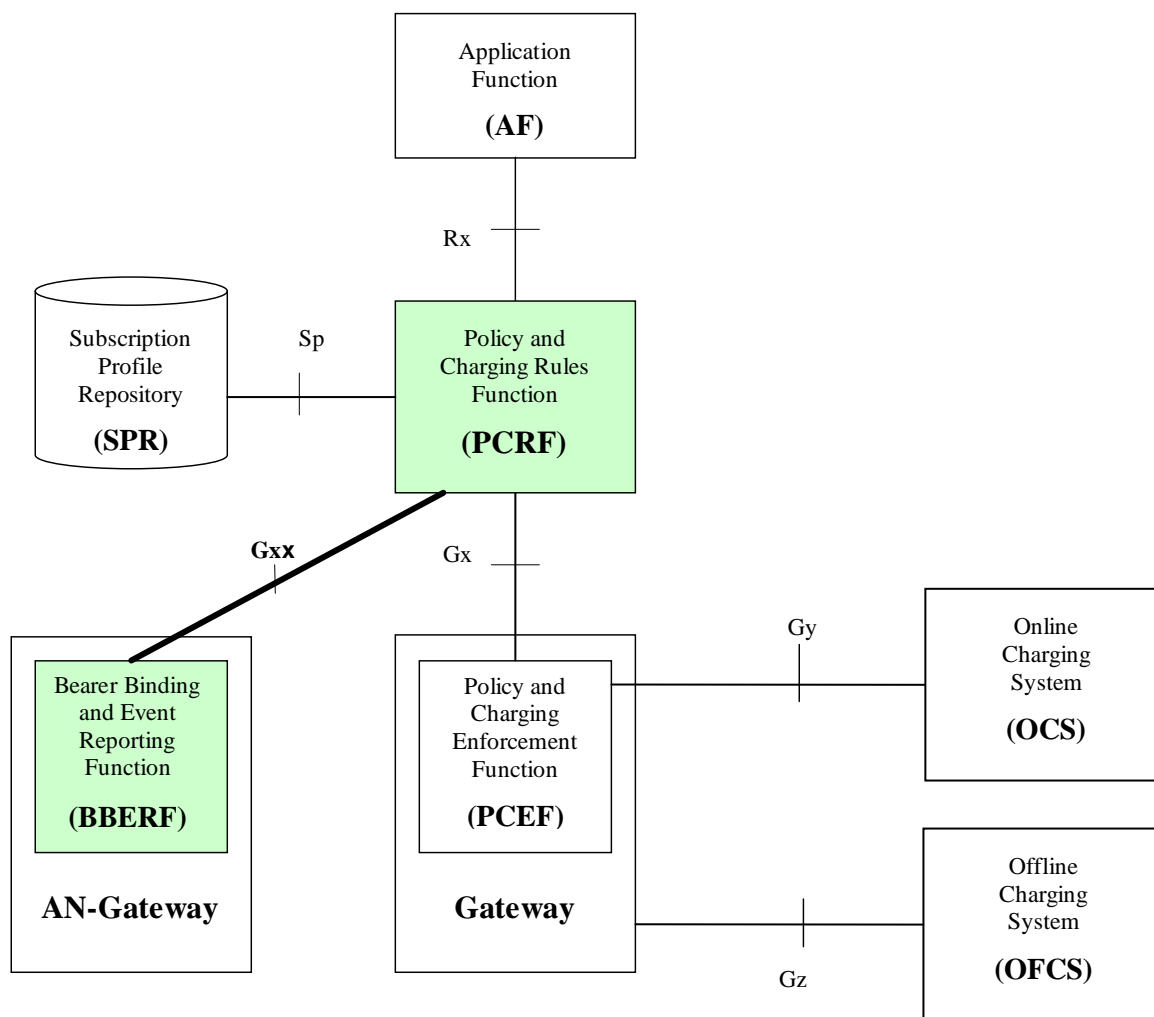 Application
Function
(AF)
Rx
Subscription
Profile
Repository
(SPR)
Sp
Policy and
Charging Rules
Function
(PCRF)
Gxx
Gx
Bearer Binding
and Event
Reporting
Function
(BBERF)
AN-Gateway
Policy and
Charging
Enforcement
Function
(PCEF)
Gateway
Gy
Online
Charging
System
(OCS)
Gz
Offline
Charging
System
(OFCS)